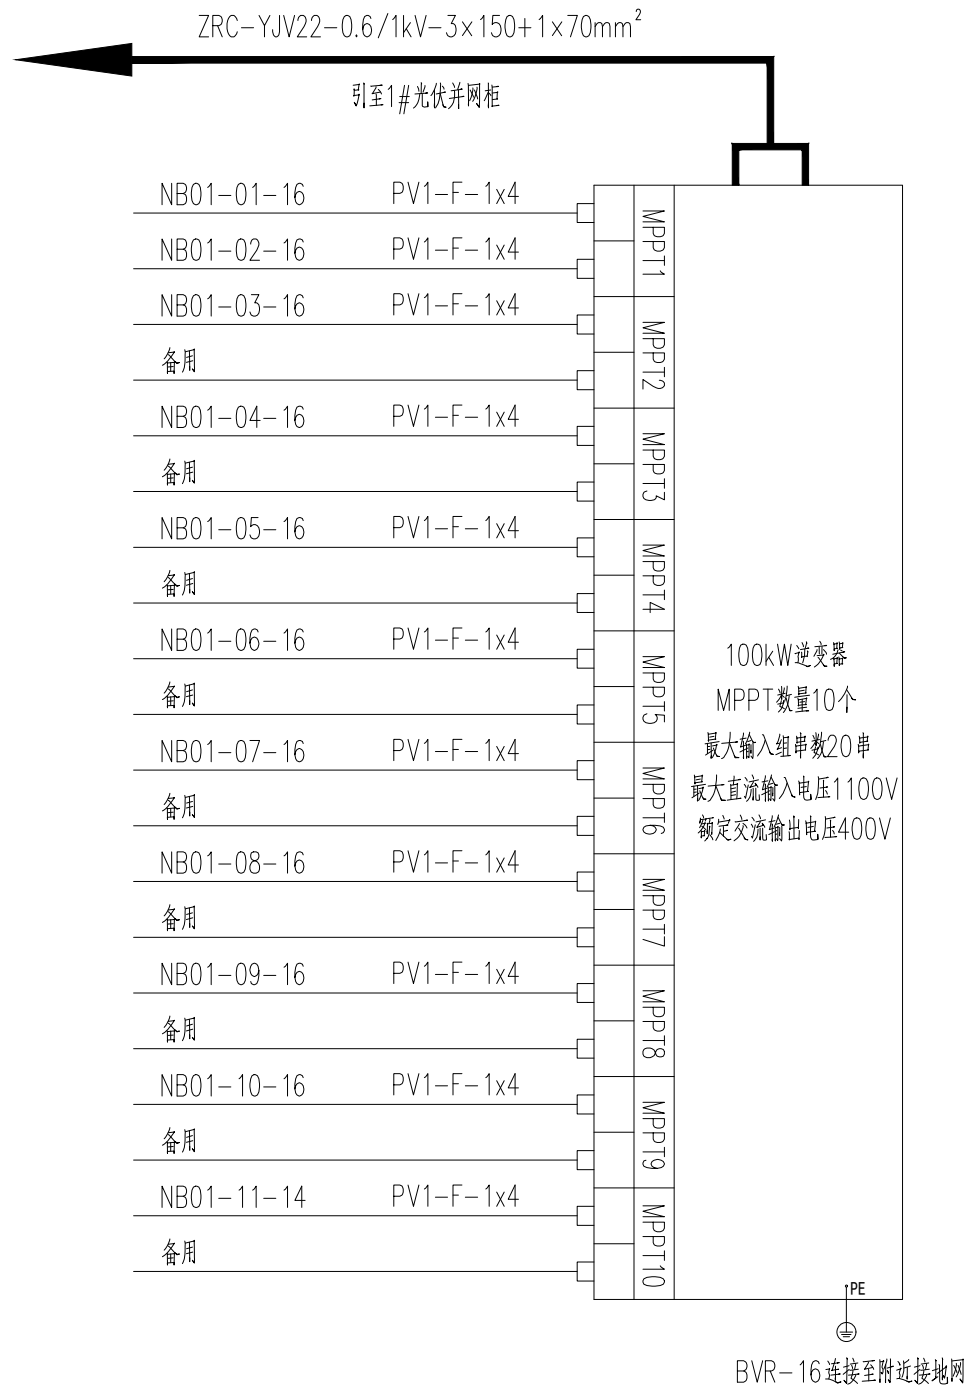 ZRC-YJV22-0.6/1kV-3×150+1×70mm²
引至1#光伏并网柜
NB01-01-16 PV1-F-1x4
MPPT1
NB01-02-16 PV1-F-1x4
NB01-03-16 PV1-F-1x4
MPPT2
备用
NB01-04-16 PV1-F-1x4
MPPT3
备用
NB01-05-16 PV1-F-1x4
MPPT4
备用
NB01-06-16 PV1-F-1x4
MPPT5
备用
NB01-07-16 PV1-F-1x4
MPPT6
备用
NB01-08-16 PV1-F-1x4
MPPT7
备用
NB01-09-16 PV1-F-1x4
MPPT8
备用
NB01-10-16 PV1-F-1x4
MPPT9
备用
NB01-11-14 PV1-F-1x4
MPPT10
备用
100kW逆变器
MPPT数量10个
最大输入组串数20串
最大直流输入电压1100V
额定交流输出电压400V
PE
BVR-16连接至附近接地网